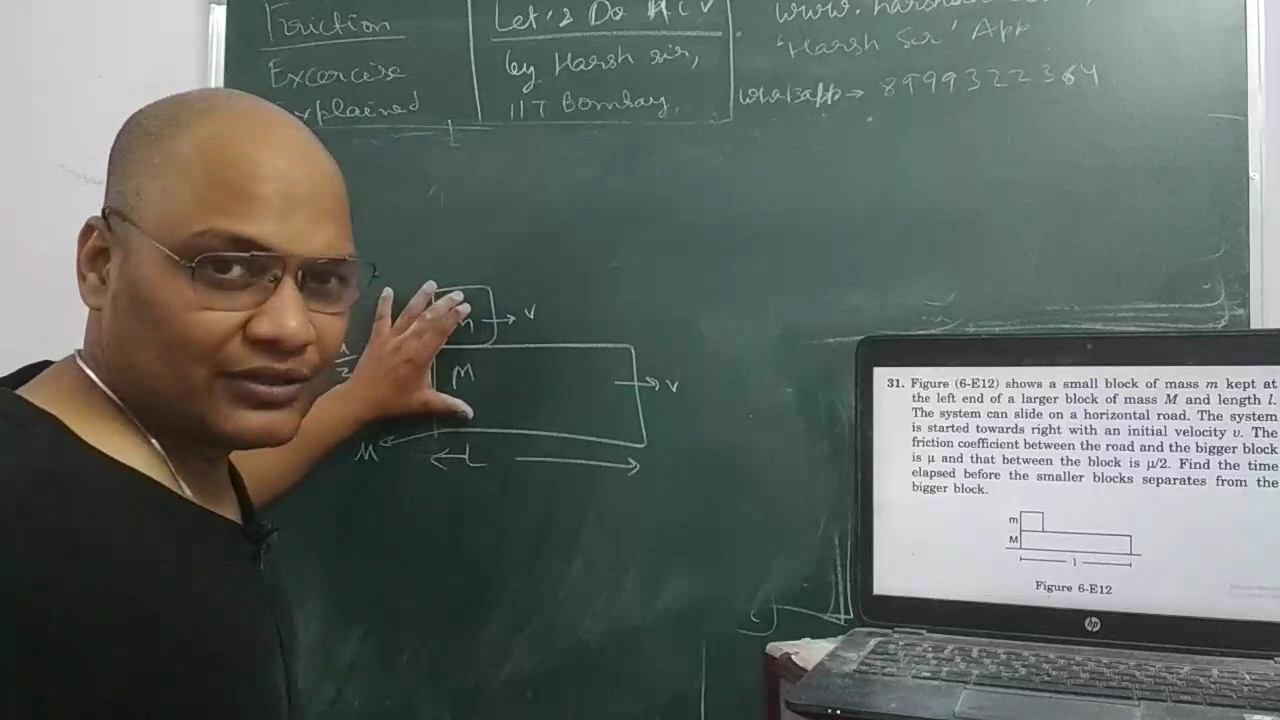 Friction
Excercise
Explained
Let's Do HCV
by Harsh sir,
IIT Bombay,
'Harsh Sir' App
whatsapp→ 8999322364
m
→ v
M
→ v
μ
2
μ
L
31. Figure (6-E12) shows a small block of mass m kept at
the left end of a larger block of mass M and length l.
The system can slide on a horizontal road. The system
is started towards right with an initial velocity υ. The
friction coefficient between the road and the bigger block
is μ and that between the block is μ/2. Find the time
elapsed before the smaller blocks separates from the
bigger block.
m
M
l
Figure 6-E12
hp